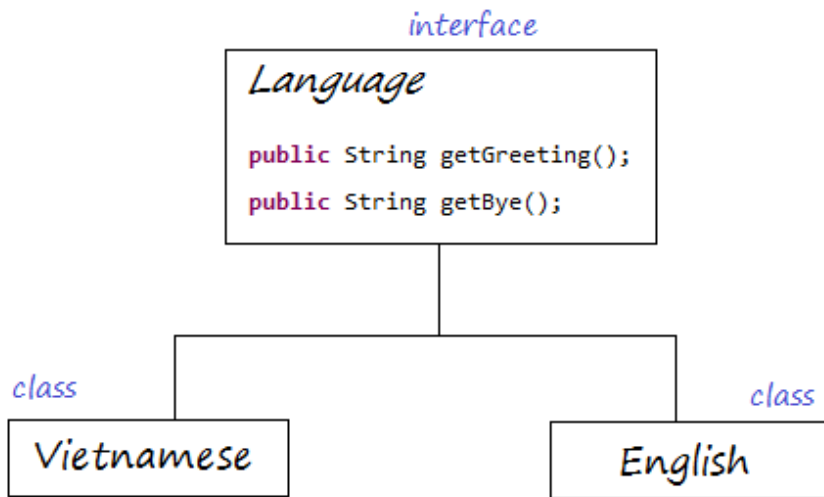 interface
Language
public String getGreeting();
public String getBye();
class
class
Vietnamese
English